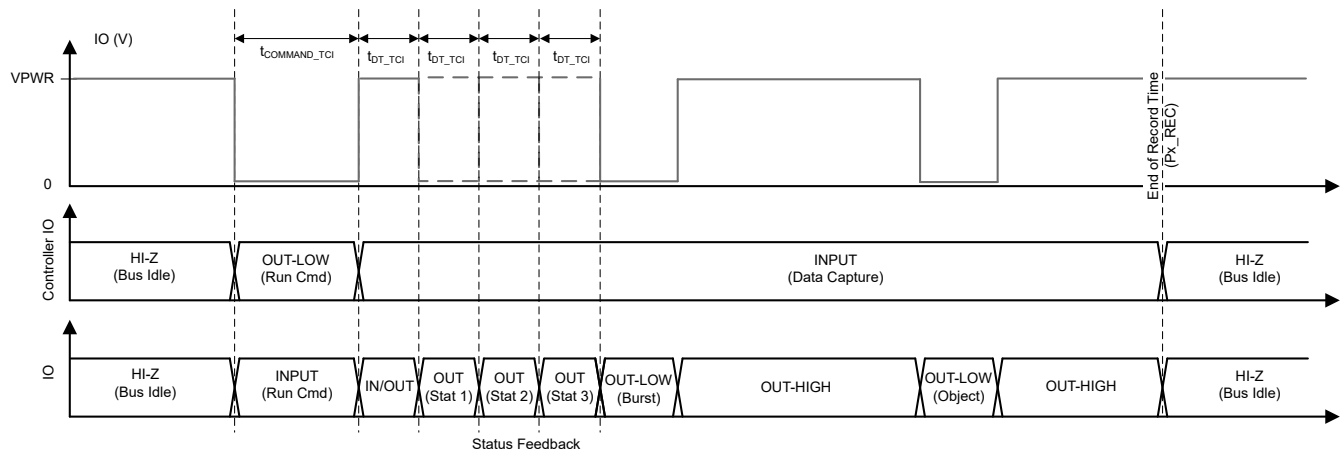 IO (V)
tCOMMAND_TCI
tDT_TCI
tDT_TCI
tDT_TCI
tDT_TCI
VPWR
0
End of Record Time
(Px_REC)
Controller IO
HI-Z
(Bus Idle)
OUT-LOW
(Run Cmd)
INPUT
(Data Capture)
HI-Z
(Bus Idle)
IO
HI-Z
(Bus Idle)
INPUT
(Run Cmd)
IN/OUT
OUT
(Stat 1)
OUT
(Stat 2)
OUT
(Stat 3)
OUT-LOW
(Burst)
OUT-HIGH
OUT-LOW
(Object)
OUT-HIGH
HI-Z
(Bus Idle)
Status Feedback